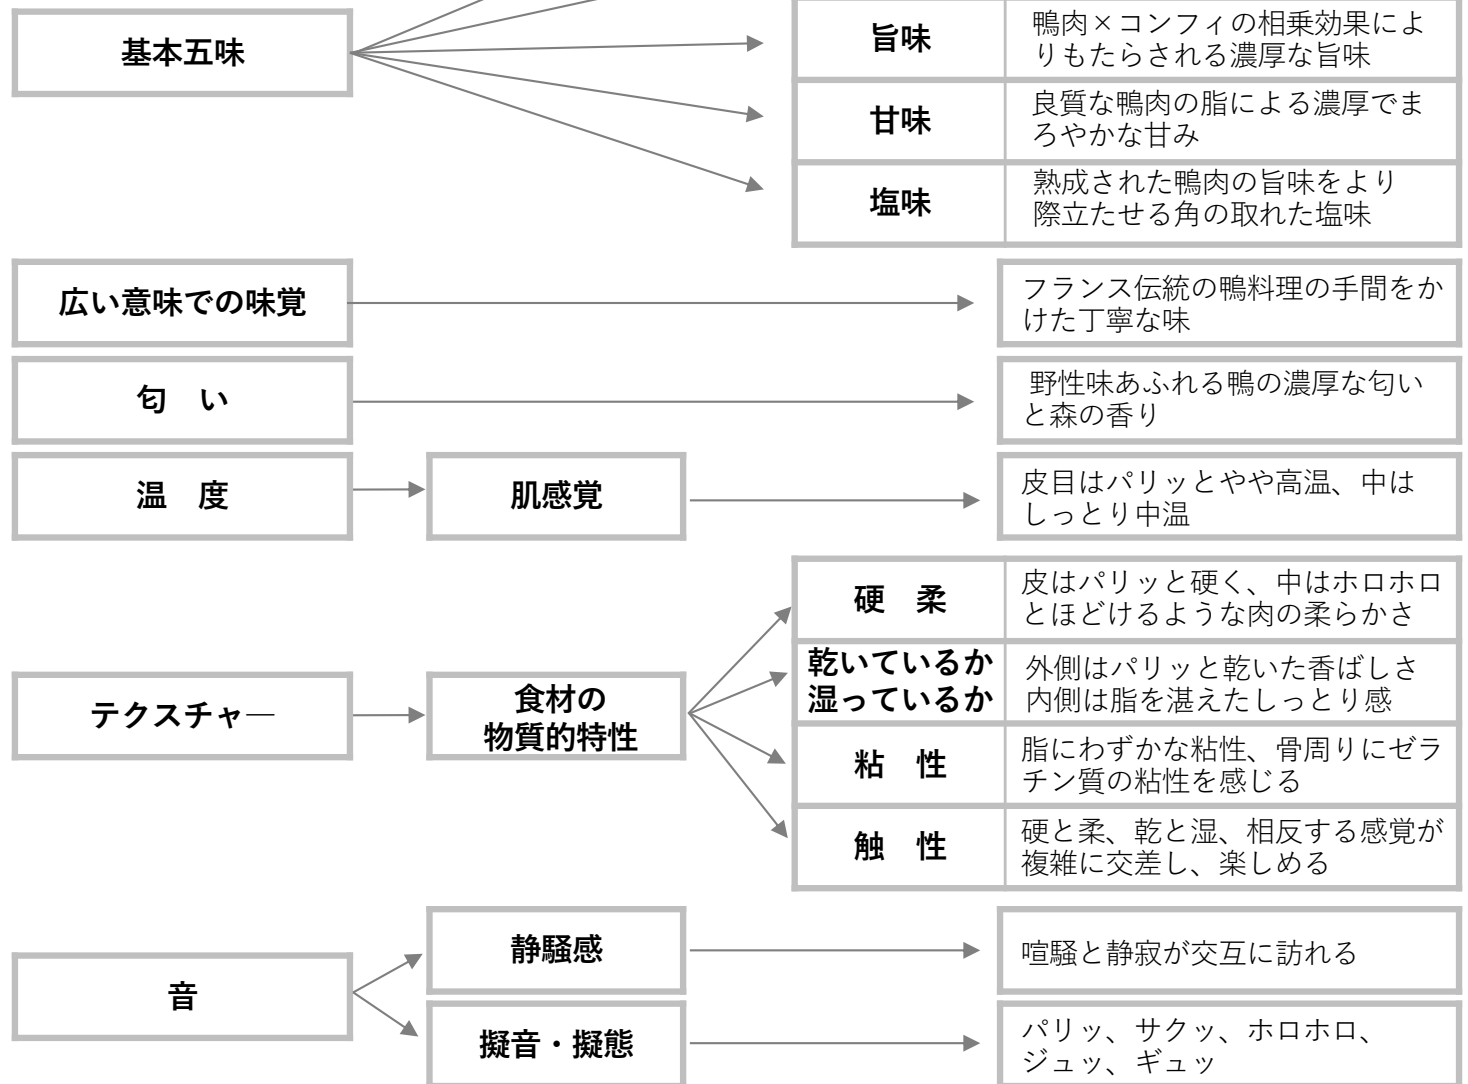 基本五味
旨味
鴨肉×コンフィの相乗効果によ
りもたらされる濃厚な旨味
甘味
良質な鴨肉の脂による濃厚でま
ろやかな甘み
塩味
熟成された鴨肉の旨味をより
際立たせる角の取れた塩味
広い意味での味覚
フランス伝統の鴨料理の手間をか
けた丁寧な味
匂　い
野性味あふれる鴨の濃厚な匂い
と森の香り
温　度
肌感覚
皮目はパリッとやや高温、中は
しっとり中温
テクスチャ―
食材の
物質的特性
硬　柔
皮はパリッと硬く、中はホロホロ
とほどけるような肉の柔らかさ
乾いているか
湿っているか
外側はパリッと乾いた香ばしさ
内側は脂を湛えたしっとり感
粘　性
脂にわずかな粘性、骨周りにゼラ
チン質の粘性を感じる
触　性
硬と柔、乾と湿、相反する感覚が
複雑に交差し、楽しめる
音
静騒感
喧騒と静寂が交互に訪れる
擬音・擬態
パリッ、サクッ、ホロホロ、
ジュッ、ギュッ